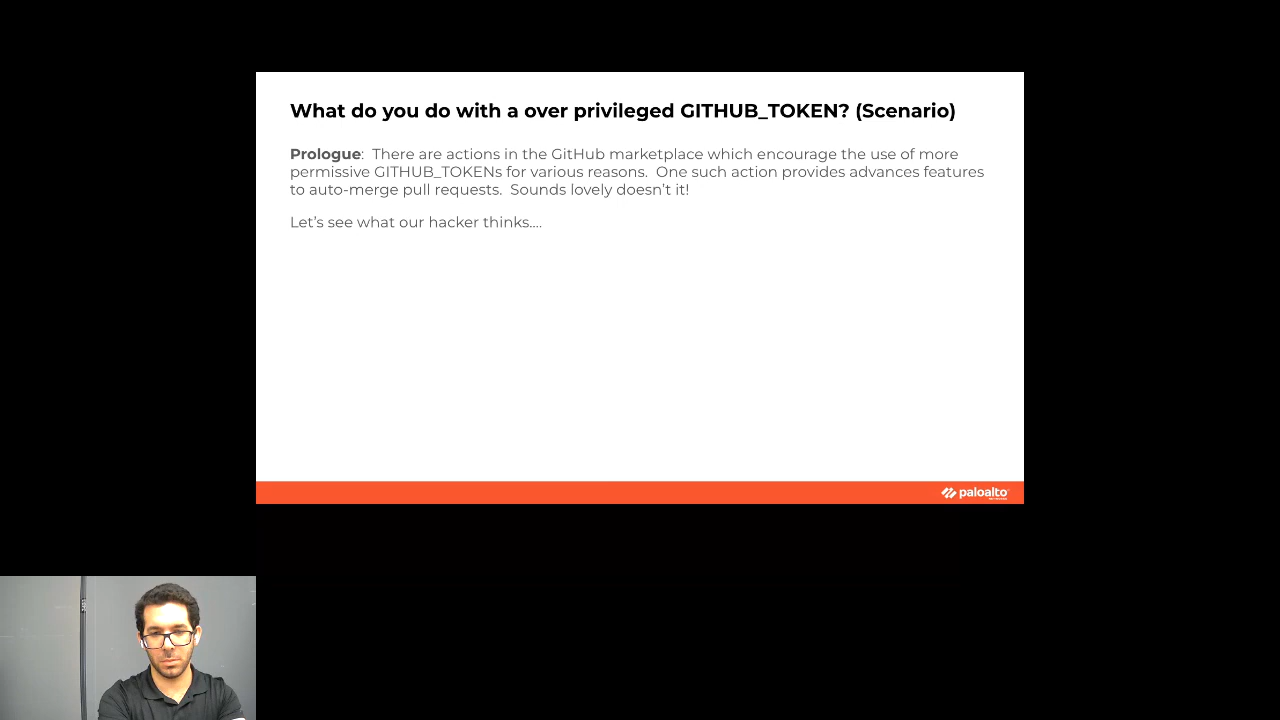 What do you do with a over privileged GITHUB_TOKEN? (Scenario)
Prologue:  There are actions in the GitHub marketplace which encourage the use of more
permissive GITHUB_TOKENs for various reasons.  One such action provides advances features
to auto-merge pull requests.  Sounds lovely doesn't it!
Let's see what our hacker thinks....
paloalto